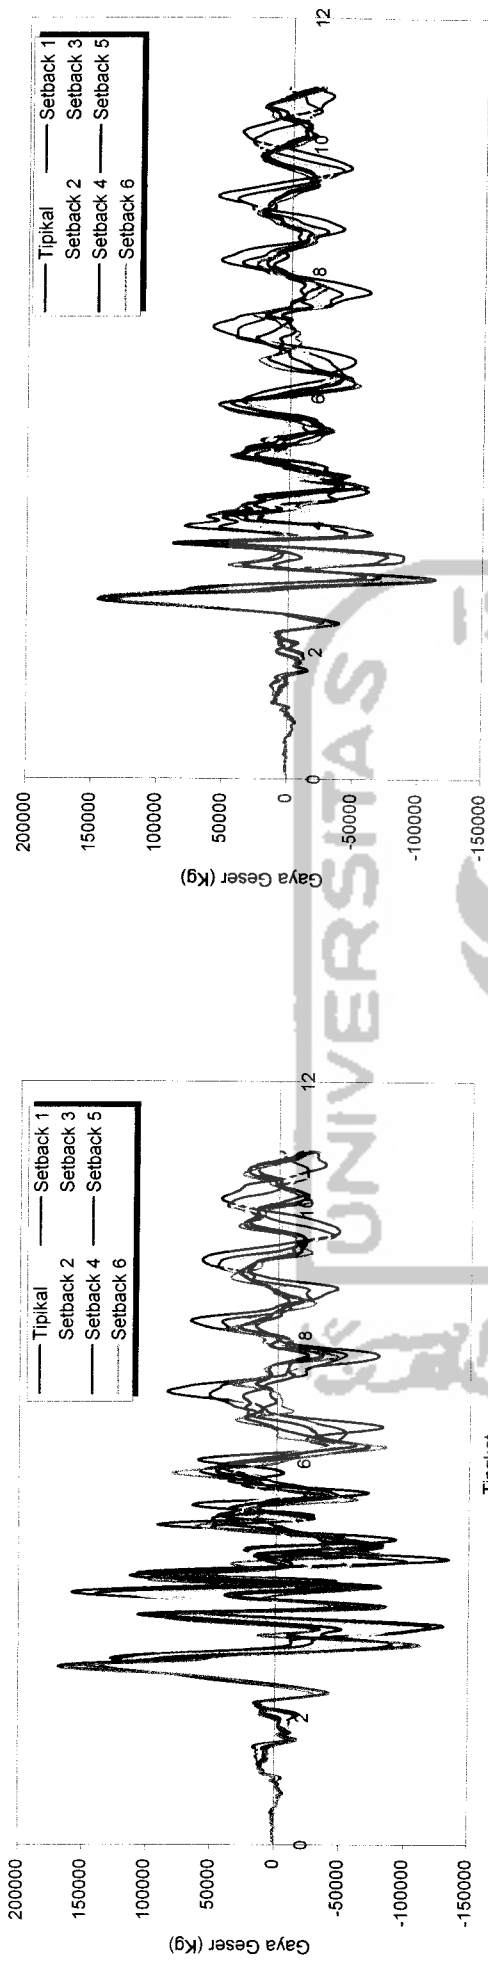 200000
150000
100000
50000
0
-50000
-100000
-150000
Gaya Geser (Kg)
0
2
6
8
10
12
Tipikal
Setback 1
Setback 2
Setback 3
Setback 4
Setback 5
Setback 6
Tingkat
200000
150000
100000
50000
0
-50000
-100000
-150000
Gaya Geser (Kg)
0
2
4
6
8
10
12
Tipikal
Setback 1
Setback 2
Setback 3
Setback 4
Setback 5
Setback 6
UNIVERSITAS